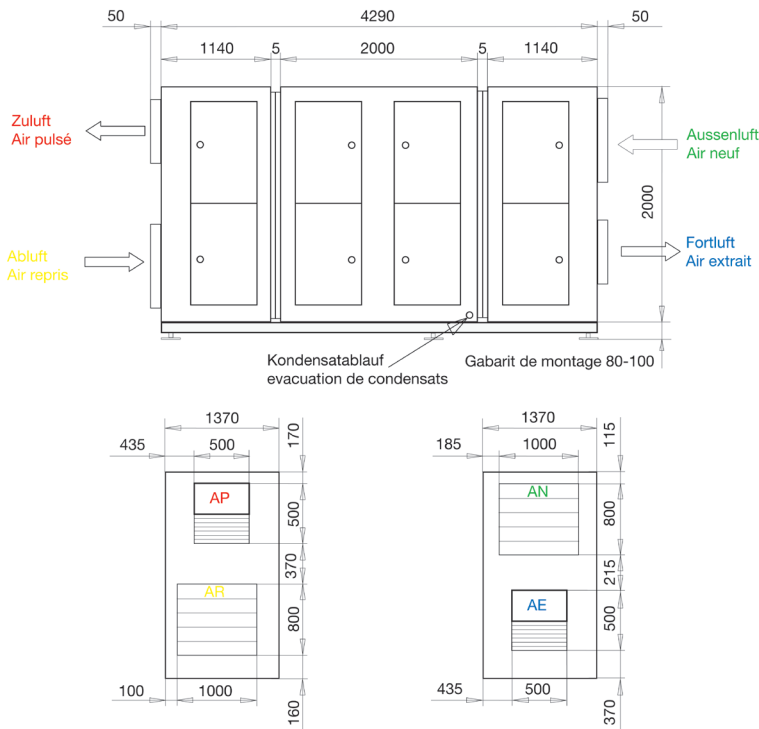 50
4290
50
1140
5
2000
5
1140
Zuluft
Air pulsé
Aussenluft
Air neuf
2000
Abluft
Air repris
Fortluft
Air extrait
Kondensatablauf
evacuation de condensats
Gabarit de montage 80-100
1370
435
500
170
AP
500
370
AR
800
100
1000
160
1370
185
1000
115
AN
800
215
AE
500
435
500
370